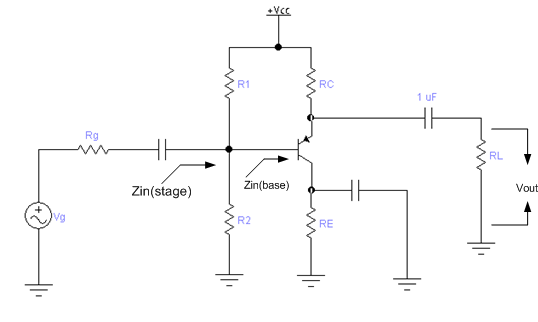 +Vcc
R1
RC
1 uF
Rg
RL
Zin(stage)
Zin(base)
Vout
Vg
R2
RE